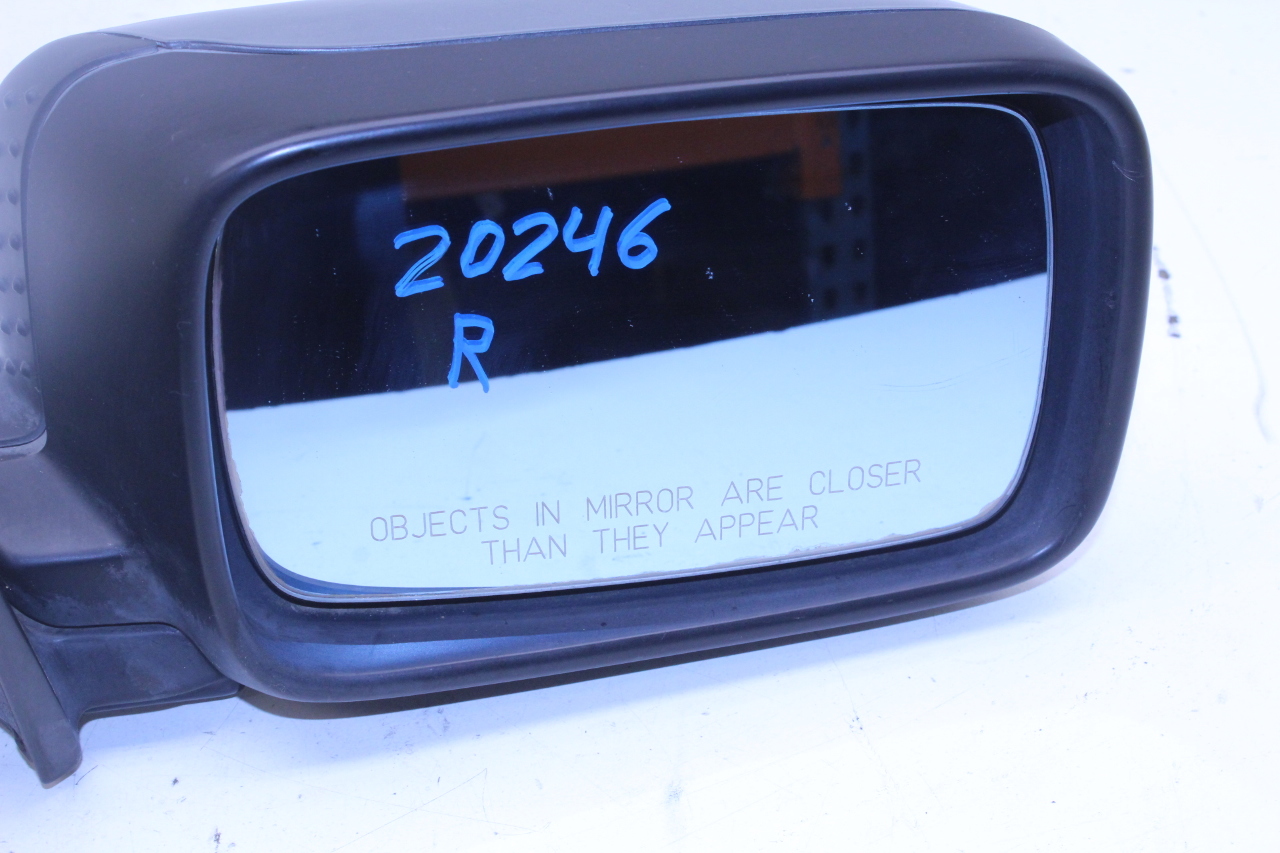 20246
R
OBJECTS IN MIRROR ARE CLOSER
THAN THEY APPEAR